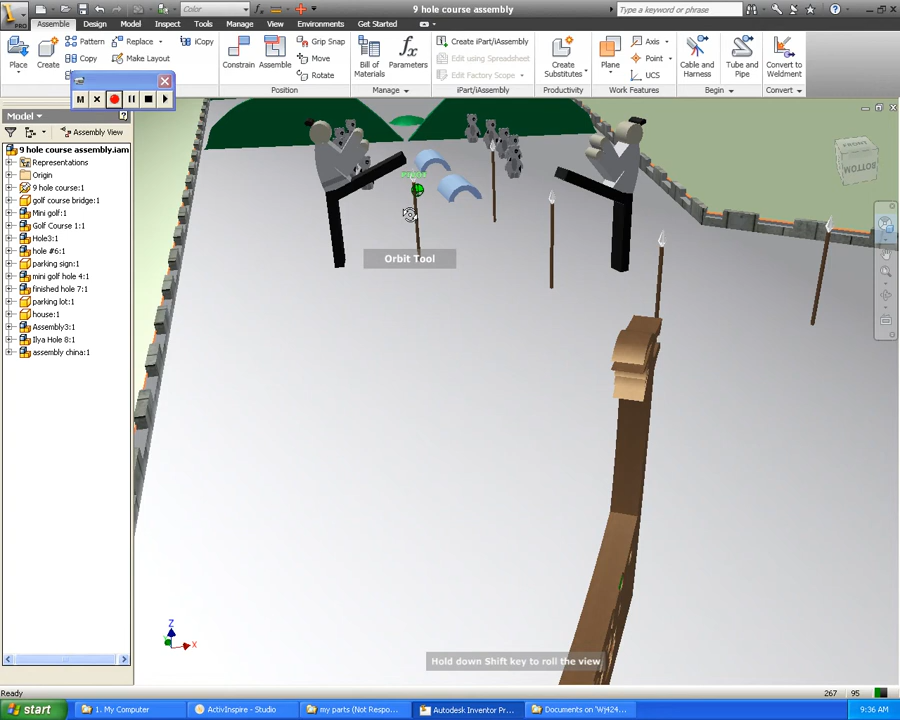 PRO
Color
9 hole course assembly
Type a keyword or phrase
Assemble Design Model Inspect Tools Manage View Environments Get Started
Place
Create
Pattern
Copy
Replace
Make Layout
iCopy
Constrain
Assemble
Grip Snap
Move
Rotate
Bill of Materials
Parameters
Create iPart/iAssembly
Edit using Spreadsheet
Edit Factory Scope
Create Substitutes
Plane
Axis
Point
UCS
Cable and Harness
Tube and Pipe
Convert to Weldment
Position
Manage
iPart/iAssembly
Productivity
Work Features
Begin
Convert
M
Model
Assembly View
9 hole course assembly.iam
Representations
Origin
9 hole course:1
golf course bridge:1
Mini golf:1
Golf Course 1:1
Hole3:1
hole #6:1
parking sign:1
mini golf hole 4:1
finished hole 7:1
parking lot:1
house:1
Assembly3:1
Ilya Hole 8:1
assembly china:1
BOTTOM
Orbit Tool
Z
X
Hold down Shift key to roll the view
Ready
267 95
start
1. My Computer
ActivInspire - Studio
my parts (Not Respo...
Autodesk Inventor Pr...
Documents on 'Wj424...
9:36 AM